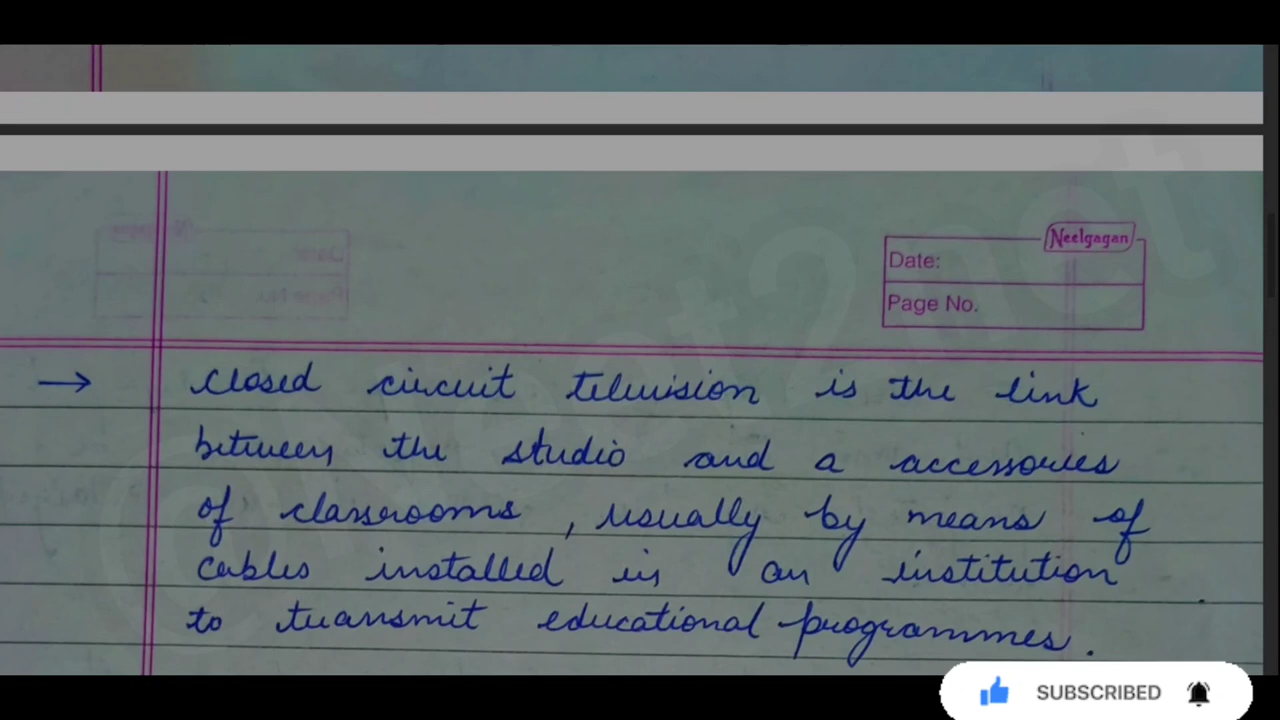 Neelgagan
Date:
Page No.
→ closed circuit television is the link
between the studio and a accessories
of classrooms, usually by means of
cables installed in an institution
to transmit educational programmes.
SUBSCRIBED